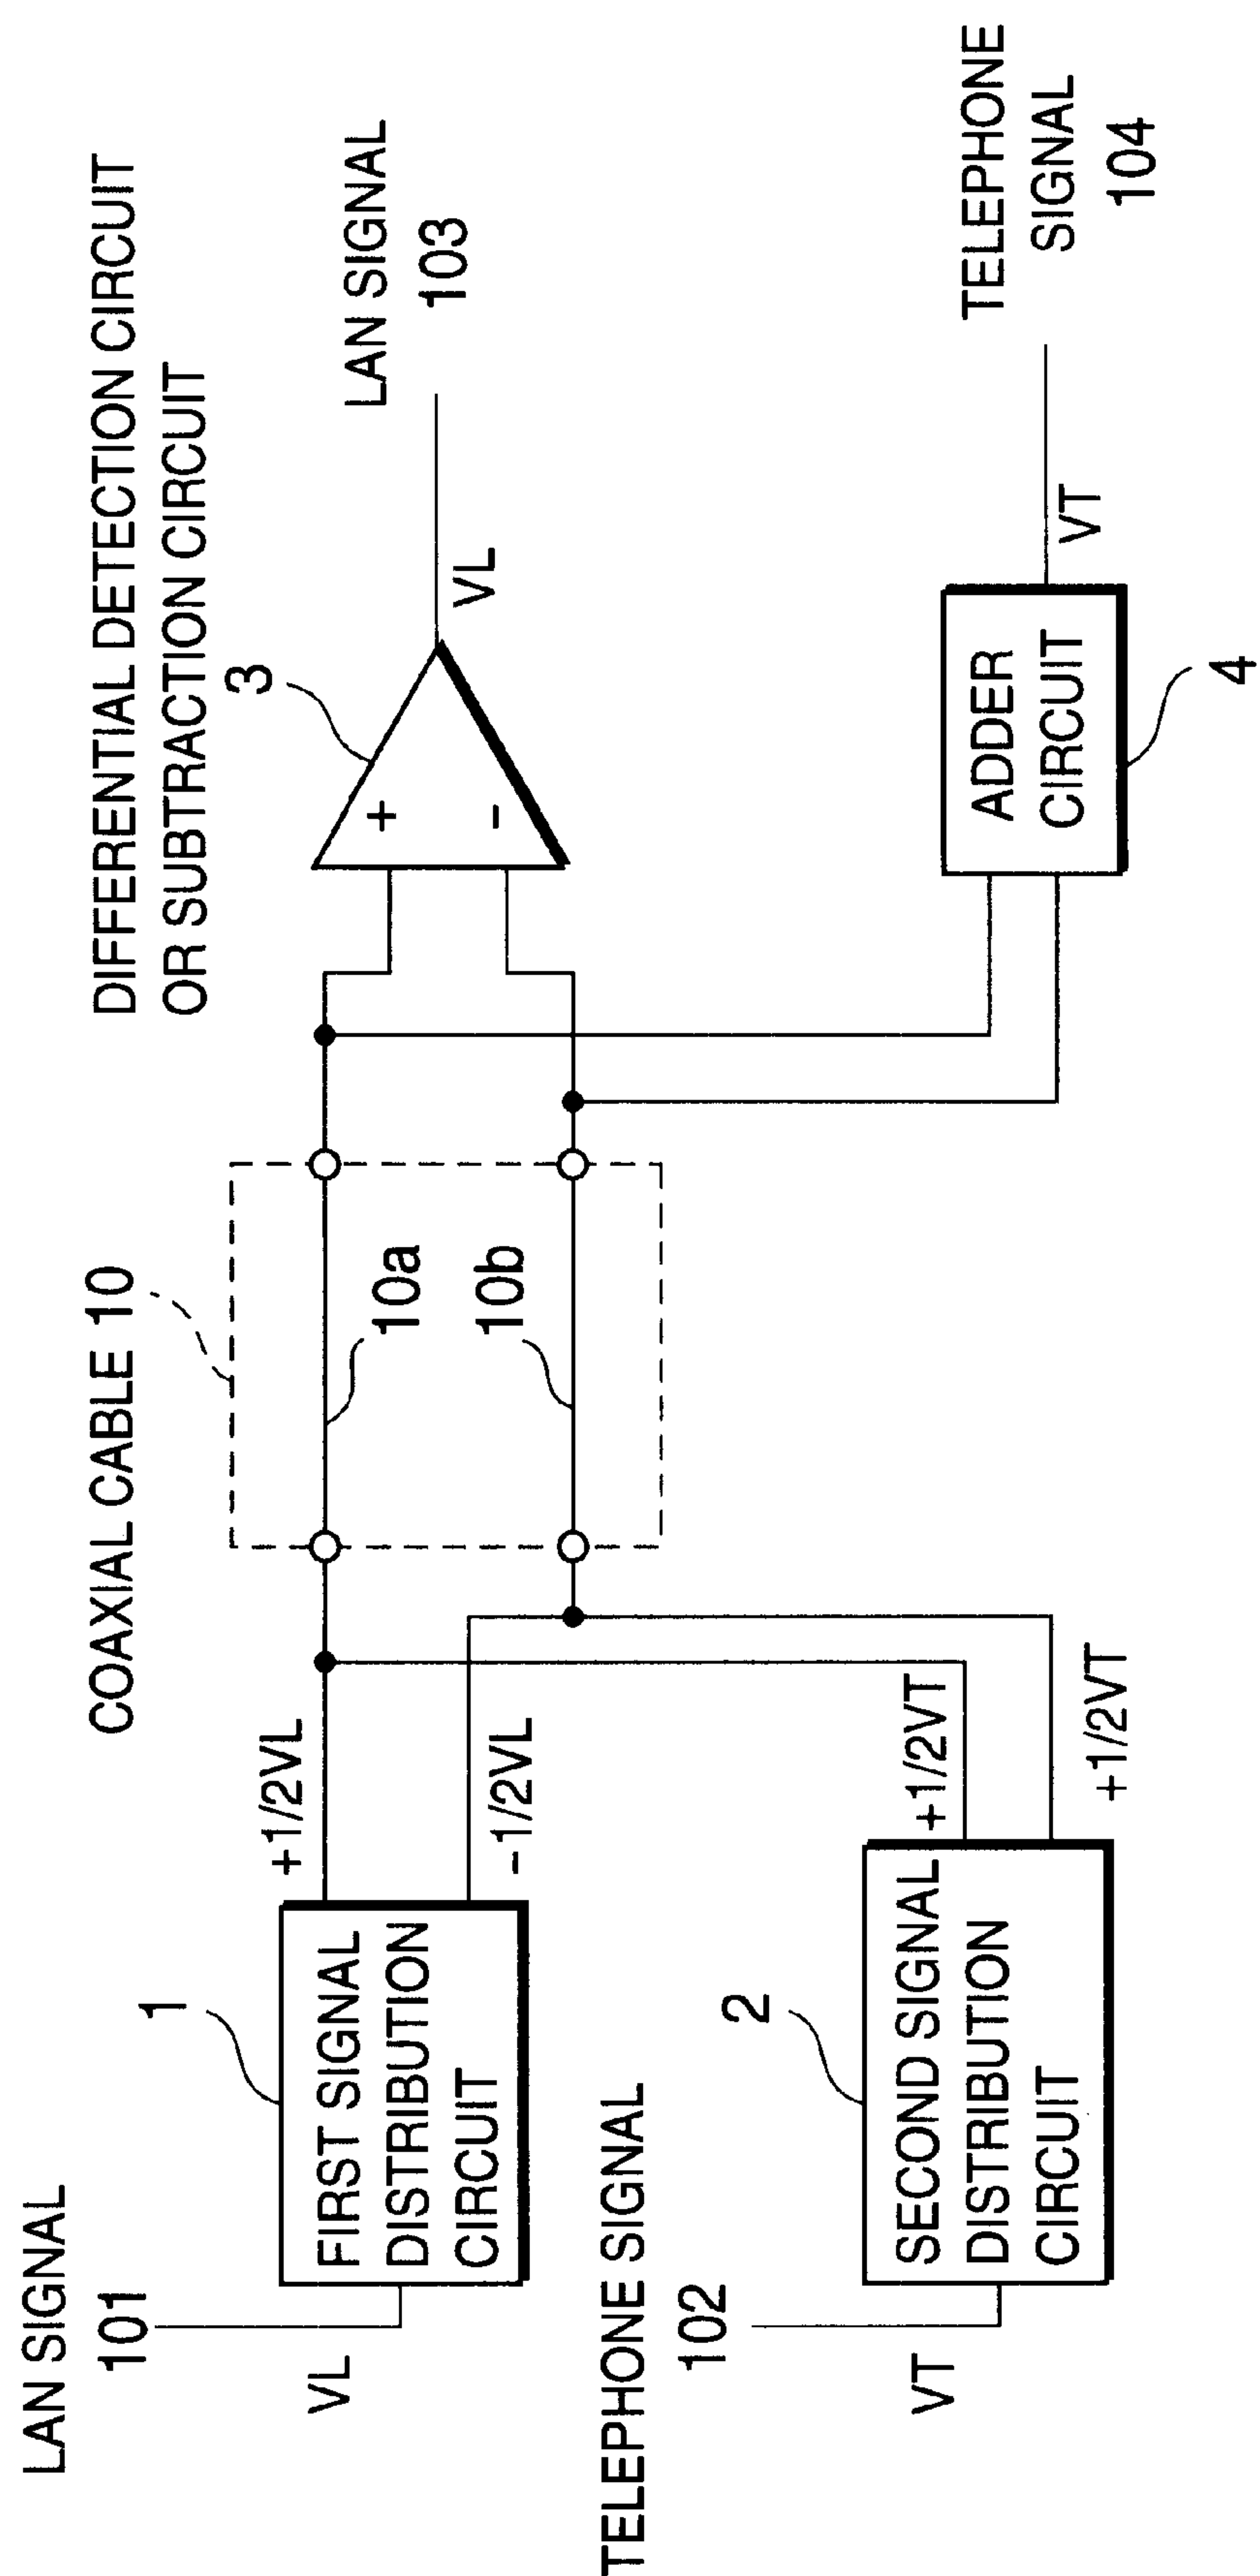 LAN SIGNAL
101
VL
1
FIRST SIGNAL
DISTRIBUTION
CIRCUIT
+1/2VL
-1/2VL
TELEPHONE SIGNAL
102
VT
2
SECOND SIGNAL
DISTRIBUTION
CIRCUIT
+1/2VT
+1/2VT
COAXIAL CABLE 10
10a
10b
DIFFERENTIAL DETECTION CIRCUIT
OR SUBTRACTION CIRCUIT
3
+
-
VL
LAN SIGNAL
103
ADDER
CIRCUIT
4
VT
TELEPHONE
SIGNAL
104